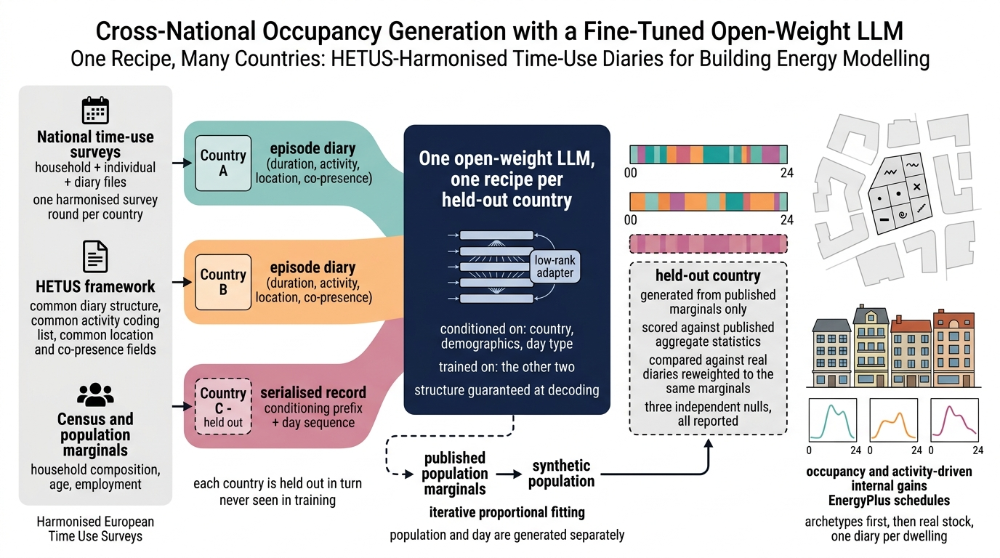 Cross-National Occupancy Generation with a Fine-Tuned Open-Weight LLM
One Recipe, Many Countries: HETUS-Harmonised Time-Use Diaries for Building Energy Modelling
National time-use
surveys
household + individual
+ diary files
one harmonised survey
round per country
HETUS framework
common diary structure,
common activity coding
list, common location
and co-presence fields
Census and
population
marginals
household composition,
age, employment
Harmonised European
Time Use Surveys
Country
A
episode diary
(duration, activity,
location, co-presence)
Country
B
episode diary
(duration, activity,
location, co-presence)
Country
C -
held out
serialised record
conditioning prefix
+ day sequence
each country is held out in turn
never seen in training
One open-weight LLM,
one recipe per
held-out country
low-rank
adapter
conditioned on: country,
demographics, day type
trained on: the other two
structure guaranteed at decoding
published
population
marginals
synthetic
population
iterative proportional fitting
population and day are generated separately
00 24
00 24
held-out country
generated from published
marginals only
scored against published
aggregate statistics
compared against real
diaries reweighted to the
same marginals
three independent nulls,
all reported
0 24 0 24 0 24
occupancy and activity-driven
internal gains
EnergyPlus schedules
archetypes first, then real stock,
one diary per dwelling